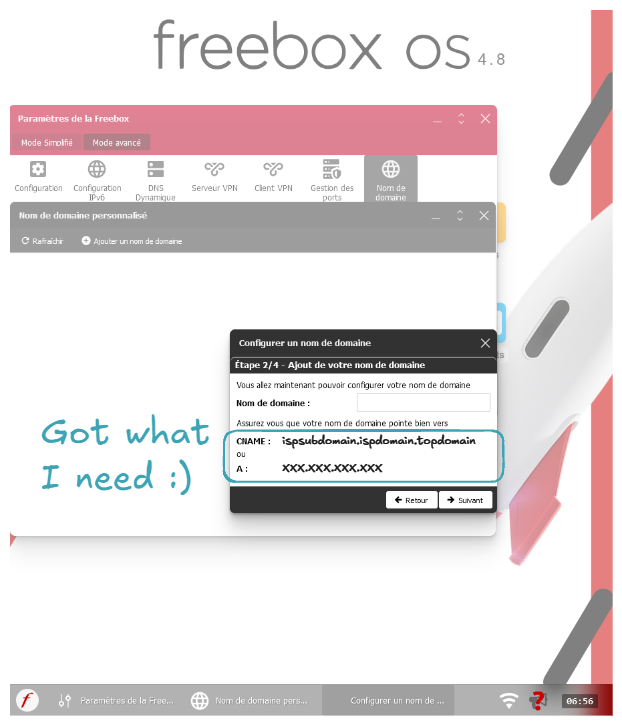 freebox os 4.8
Paramètres de la Freebox
Mode Simplifié Mode avancé
Configuration Configuration IPv6 DNS Dynamique Serveur VPN Client VPN Gestion des ports Nom de domaine
Nom de domaine personnalisé
Rafraîchir Ajouter un nom de domaine
Configurer un nom de domaine
Étape 2/4 - Ajout de votre nom de domaine
Vous allez maintenant pouvoir configurer votre nom de domaine
Nom de domaine :
Assurez vous que votre nom de domaine pointe bien vers
CNAME : ispsubdomain.ispdomain.topdomain
ou
A : XXX.XXX.XXX.XXX
Got what
I need :)
Retour Suivant
Paramètres de la Free... Nom de domaine pers... Configurer un nom de ... 06:56